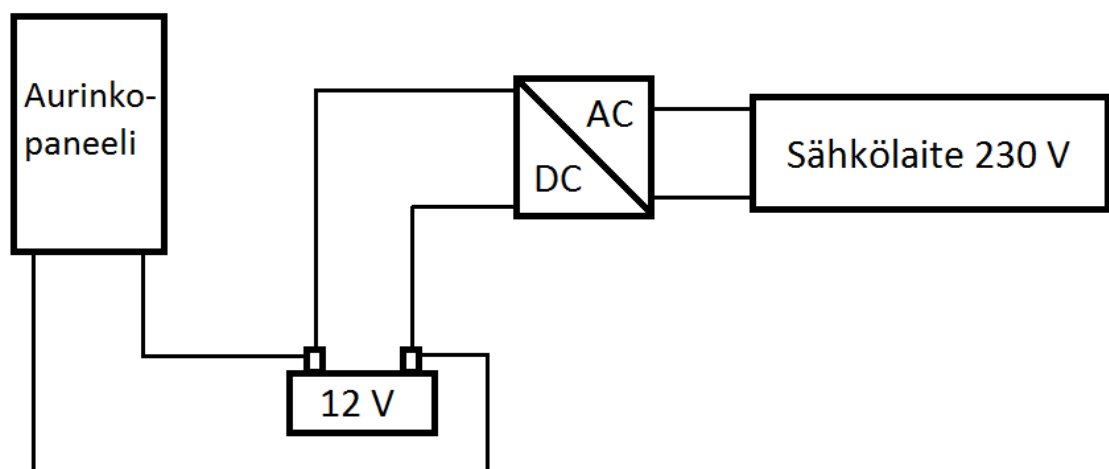 Aurinko-
paneeli
AC
DC
Sähkölaite 230 V
12 V